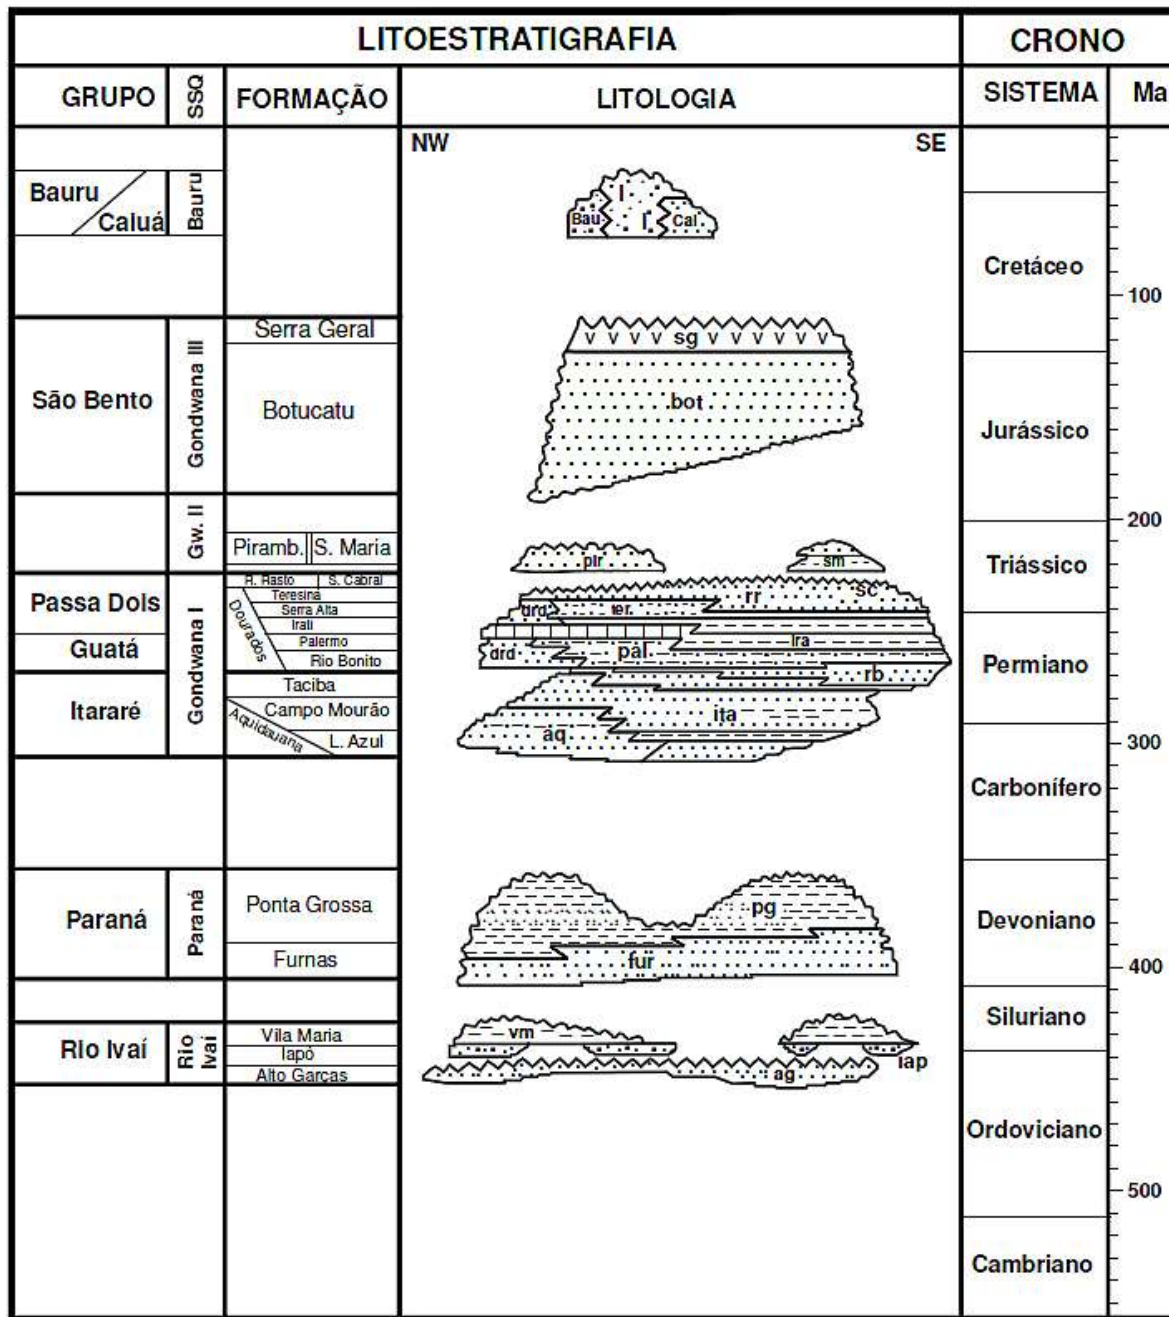 LITOESTRATIGRAFIA
CRONO
GRUPO
SSQ
FORMAÇÃO
LITOLOGIA
SISTEMA
Ma
NW
SE
Bauru
Caluá
Bauru
Bau
l
l
Cal
Cretáceo
100
São Bento
Gondwana III
Serra Geral
Botucatu
v v sg v v v v v v
bot
Jurássico
200
Gw. II
Piramb.
S. Maria
pir
sm
Triássico
Passa Dois
Guatá
Itararé
Gondwana I
R. Rasto
S. Cabral
Teresina
Serra Alta
Irati
Palermo
Rio Bonito
Dourados
Taciba
Campo Mourão
Aquidauana
L. Azul
rr
sc
drd
ter.
Ira
drd
pal
rb
ita
aq
Permiano
300
Carbonífero
Paraná
Paraná
Ponta Grossa
Furnas
pg
fur
Devoniano
400
Siluriano
Rio Ivaí
Rio
Ivaí
Vila Maria
Iapó
Alto Garças
vm
Iap
ag
Ordoviciano
500
Cambriano